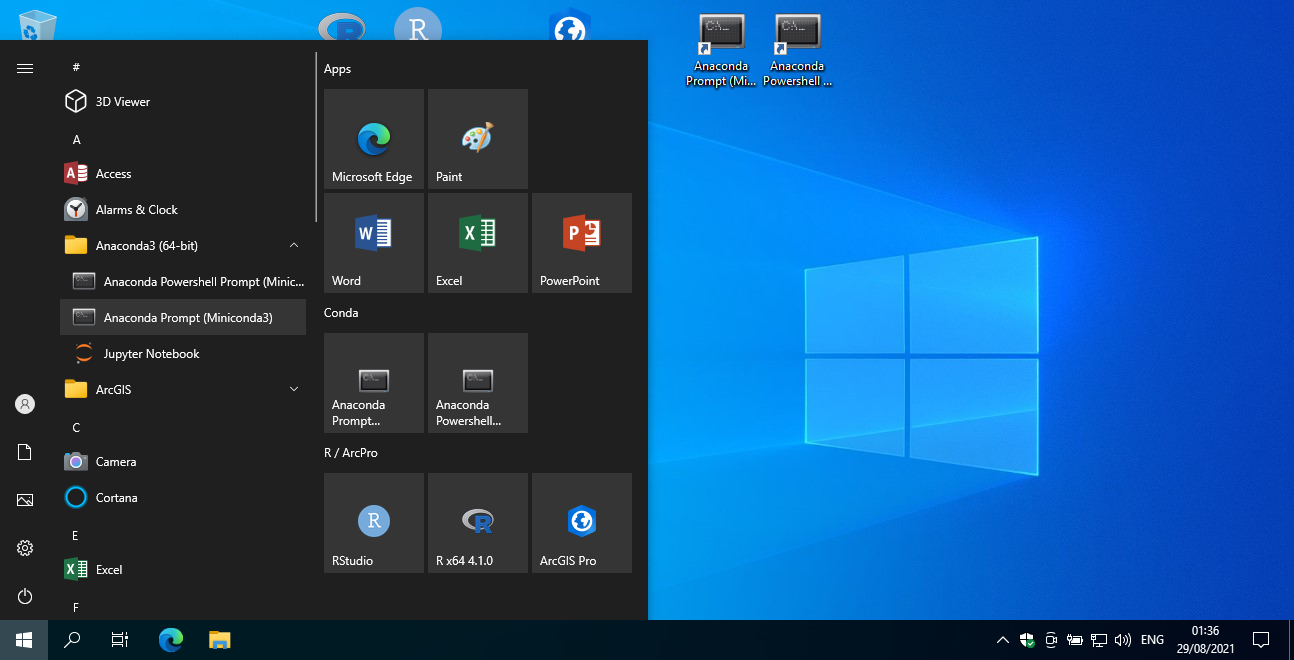 Anaconda
Prompt (Mi...
Anaconda
Powershell ...
#
3D Viewer
A
Access
Alarms & Clock
Anaconda3 (64-bit)
Anaconda Powershell Prompt (Minic...
Anaconda Prompt (Miniconda3)
Jupyter Notebook
ArcGIS
C
Camera
Cortana
E
Excel
F
Apps
Microsoft Edge
Paint
Word
Excel
PowerPoint
Conda
Anaconda
Prompt...
Anaconda
Powershell...
R / ArcPro
RStudio
R x64 4.1.0
ArcGIS Pro
ENG
01:36
29/08/2021